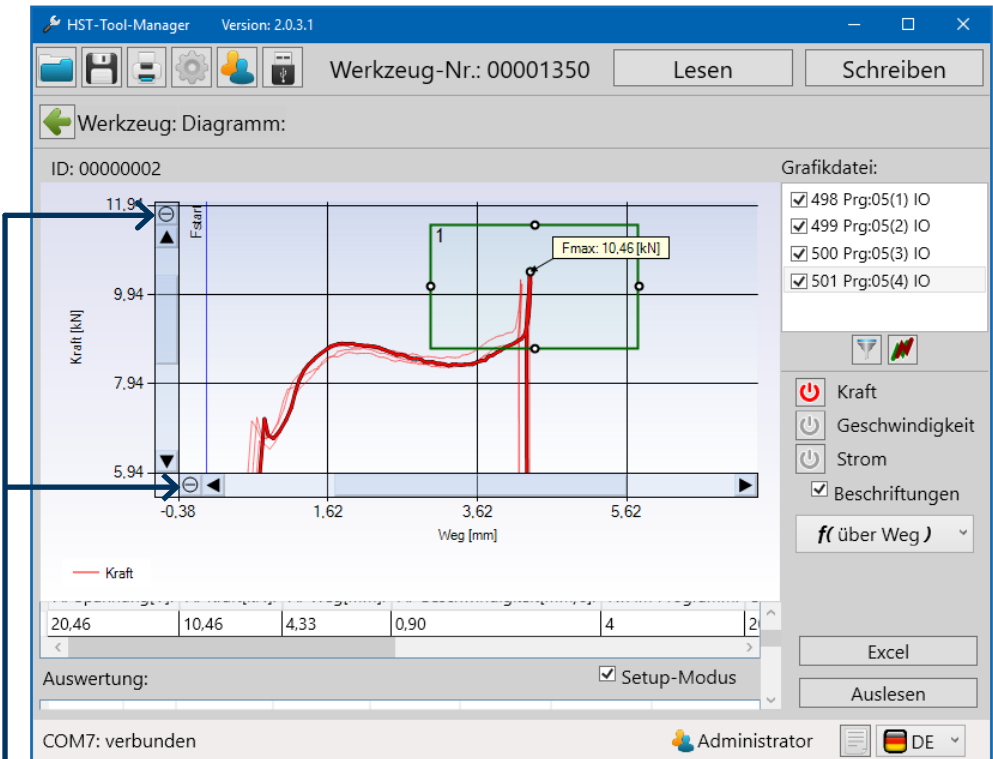 HST-Tool-Manager Version: 2.0.3.1
Werkzeug-Nr.: 00001350 Lesen Schreiben
Werkzeug: Diagramm:
ID: 00000002 Grafikdatei:
498 Prg:05(1) IO
499 Prg:05(2) IO
500 Prg:05(3) IO
501 Prg:05(4) IO
11,94
9,94
7,94
5,94
Kraft [kN]
Fstart
1
Fmax: 10,46 [kN]
-0,38 1,62 3,62 5,62
Weg [mm]
Kraft
Kraft
Geschwindigkeit
Strom
Beschriftungen
f( über Weg )
20,46 10,46 4,33 0,90 4
Excel
Auswertung: Setup-Modus
Auslesen
COM7: verbunden Administrator DE